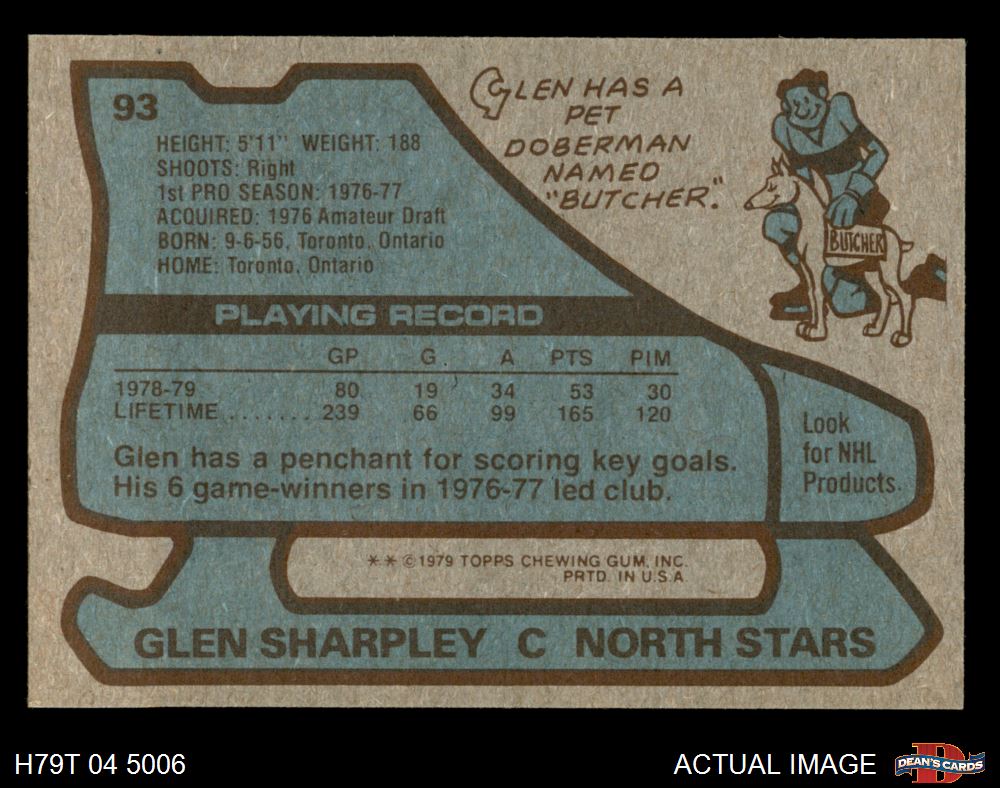 93
HEIGHT: 5'11" WEIGHT: 188
SHOOTS: Right
1st PRO SEASON: 1976-77
ACQUIRED: 1976 Amateur Draft
BORN: 9-6-56, Toronto, Ontario
HOME: Toronto, Ontario
GLEN HAS A
PET
DOBERMAN
NAMED
"BUTCHER."
BUTCHER
PLAYING RECORD
GP G. A PTS PIM
1978-79 80 19 34 53 30
LIFETIME ........ 239 66 99 165 120
Glen has a penchant for scoring key goals.
His 6 game-winners in 1976-77 led club.
Look
for NHL
Products.
** ©1979 TOPPS CHEWING GUM, INC.
PRTD. IN U.S.A.
GLEN SHARPLEY C NORTH STARS
H79T 04 5006
ACTUAL IMAGE
D
DEAN'S CARDS